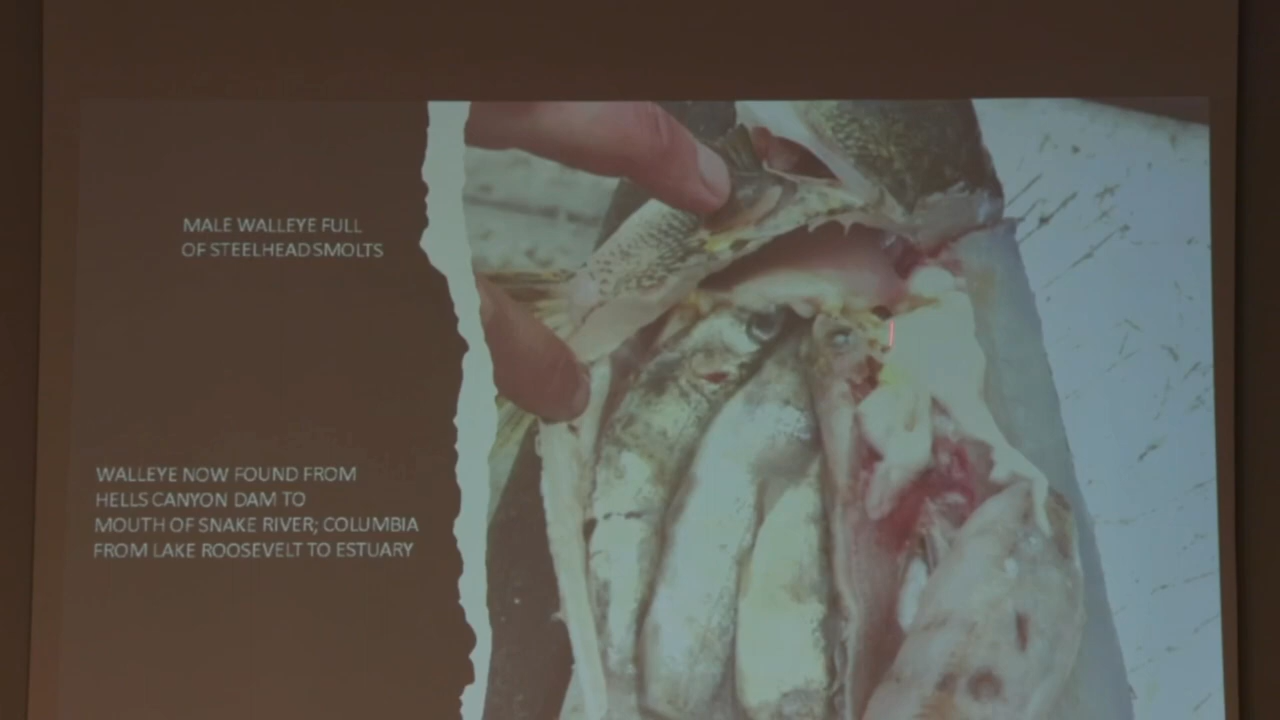 MALE WALLEYE FULL
OF STEELHEAD SMOLTS
WALLEYE NOW FOUND FROM
HELLS CANYON DAM TO
MOUTH OF SNAKE RIVER; COLUMBIA
FROM LAKE ROOSEVELT TO ESTUARY